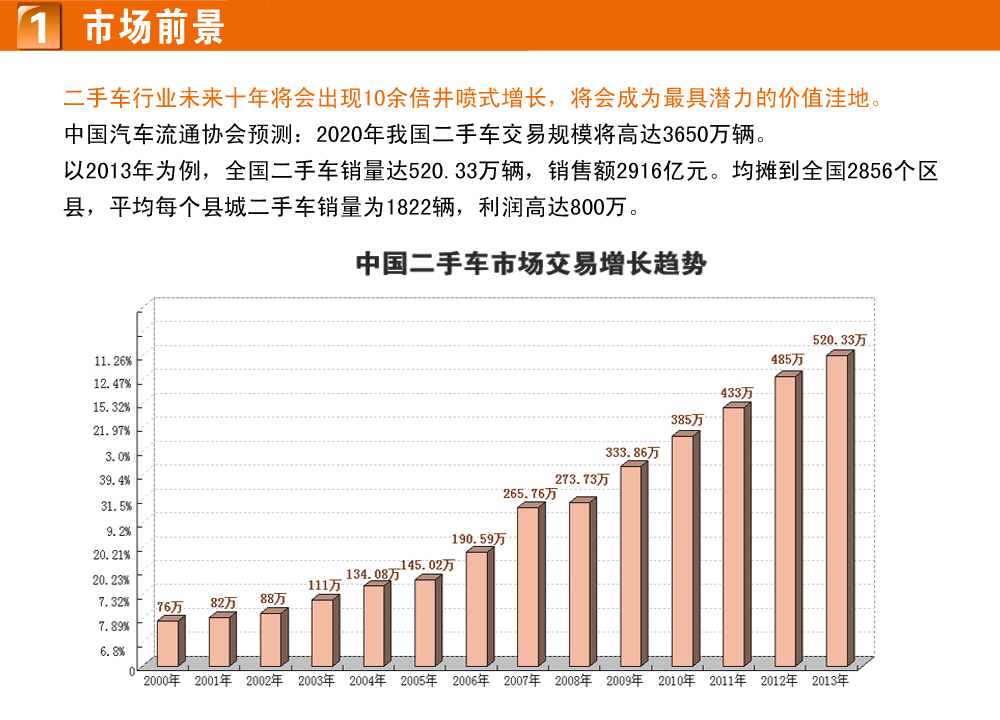 1 市场前景
二手车行业未来十年将会出现10余倍井喷式增长，将会成为最具潜力的价值洼地。
中国汽车流通协会预测：2020年我国二手车交易规模将高达3650万辆。
以2013年为例，全国二手车销量达520.33万辆，销售额2916亿元。均摊到全国2856个区
县，平均每个县城二手车销量为1822辆，利润高达800万。
中国二手车市场交易增长趋势
11.26%
12.47%
15.32%
21.97%
3.0%
39.4%
31.5%
9.2%
20.21%
20.23%
7.32%
7.89%
6.8%
0
76万
82万
88万
111万
134.08万
145.02万
190.59万
265.76万
273.73万
333.86万
385万
433万
485万
520.33万
2000年 2001年 2002年 2003年 2004年 2005年 2006年 2007年 2008年 2009年 2010年 2011年 2012年 2013年